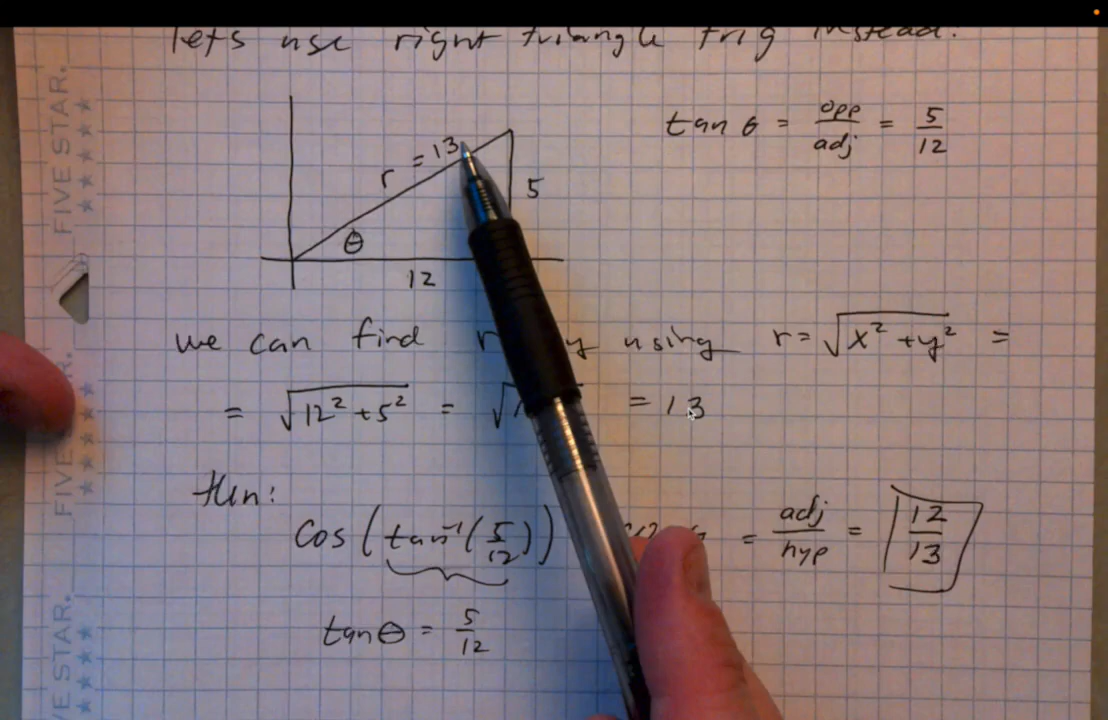 lets use right triangle trig instead.
tan θ = opp/adj = 5/12
r = 13
5
θ
12
we can find r using r = √(x² + y²) =
= √(12² + 5²) = √ = 13
then:
cos(tan⁻¹(5/12)) = adj/hyp = 12/13
tanθ = 5/12
FIVE STAR.
FIVE STAR.
FIVE STAR.